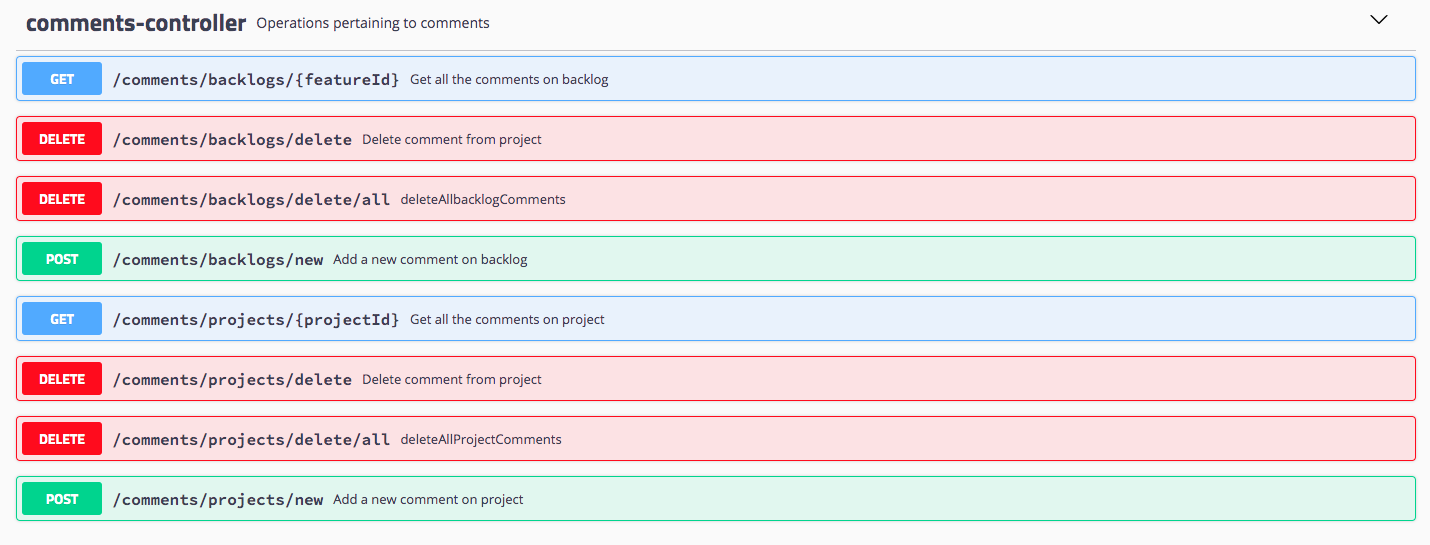 comments-controller Operations pertaining to comments
GET /comments/backlogs/{featureId} Get all the comments on backlog
DELETE /comments/backlogs/delete Delete comment from project
DELETE /comments/backlogs/delete/all deleteAllbacklogComments
POST /comments/backlogs/new Add a new comment on backlog
GET /comments/projects/{projectId} Get all the comments on project
DELETE /comments/projects/delete Delete comment from project
DELETE /comments/projects/delete/all deleteAllProjectComments
POST /comments/projects/new Add a new comment on project